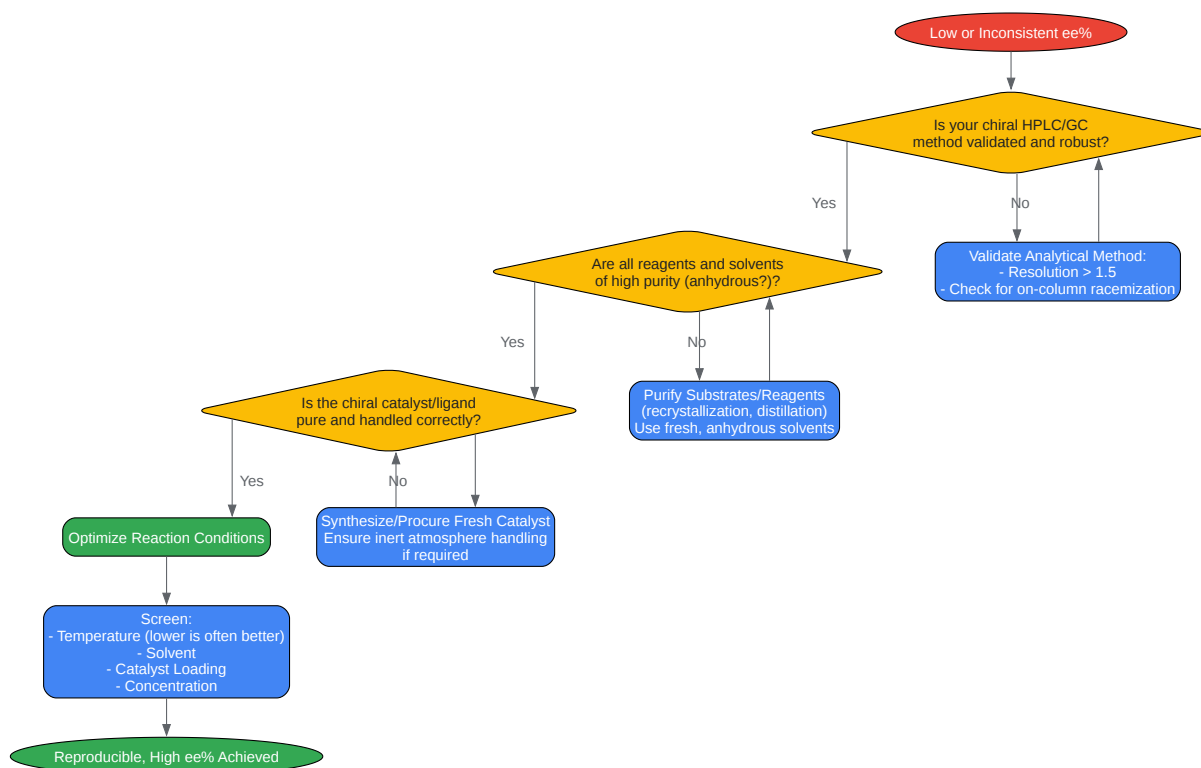 Low or Inconsistent ee%
Is your chiral HPLC/GC
method validated and robust?
Yes
No
Validate Analytical Method:
- Resolution > 1.5
- Check for on-column racemization
Are all reagents and solvents
of high purity (anhydrous?)?
Yes
No
Purify Substrates/Reagents
(recrystallization, distillation)
Use fresh, anhydrous solvents
Is the chiral catalyst/ligand
pure and handled correctly?
Yes
No
Synthesize/Procure Fresh Catalyst
Ensure inert atmosphere handling
if required
Optimize Reaction Conditions
Screen:
- Temperature (lower is often better)
- Solvent
- Catalyst Loading
- Concentration
Reproducible, High ee% Achieved